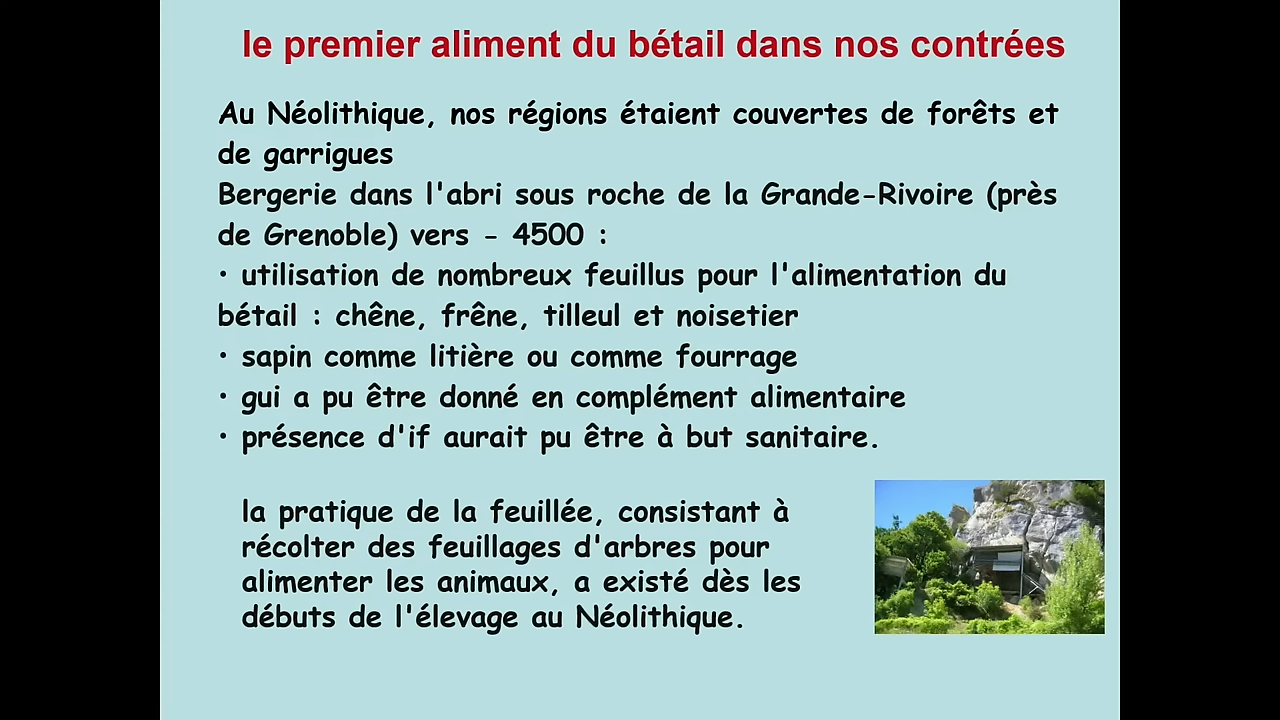 le premier aliment du bétail dans nos contrées
Au Néolithique, nos régions étaient couvertes de forêts et
de garrigues
Bergerie dans l'abri sous roche de la Grande-Rivoire (près
de Grenoble) vers - 4500 :
• utilisation de nombreux feuillus pour l'alimentation du
bétail : chêne, frêne, tilleul et noisetier
• sapin comme litière ou comme fourrage
• gui a pu être donné en complément alimentaire
• présence d'if aurait pu être à but sanitaire.
la pratique de la feuillée, consistant à
récolter des feuillages d'arbres pour
alimenter les animaux, a existé dès les
débuts de l'élevage au Néolithique.